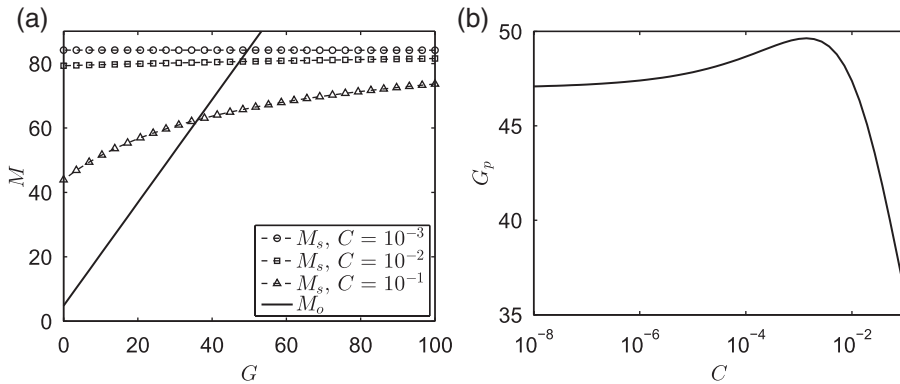 (a)
M
80
60
40
20
0
0 20 40 60 80 100
G
M_s, C = 10^{-3}
M_s, C = 10^{-2}
M_s, C = 10^{-1}
M_o
(b)
G_p
50
45
40
35
10^{-8} 10^{-6} 10^{-4} 10^{-2}
C